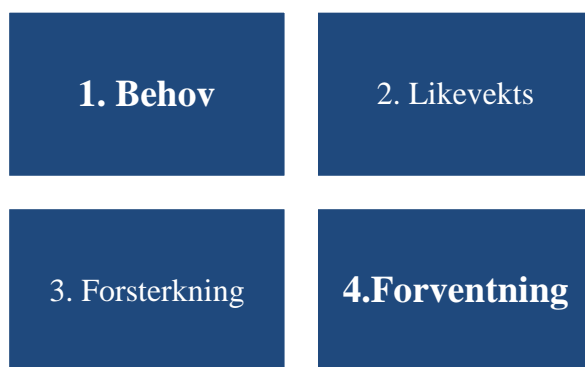 1. Behov
2. Likevekts
3. Forsterkning
4.Forventning